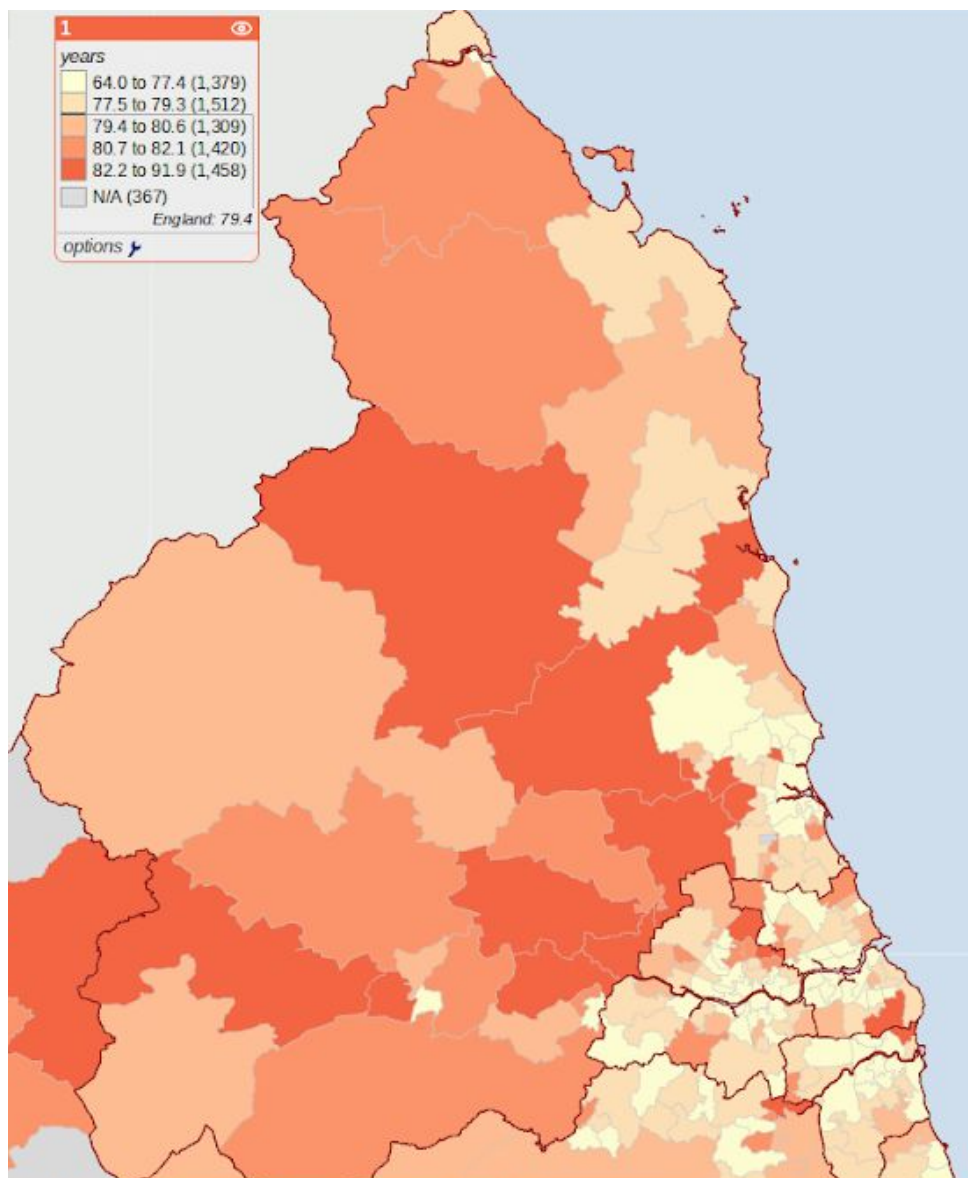 1
years
64.0 to 77.4 (1,379)
77.5 to 79.3 (1,512)
79.4 to 80.6 (1,309)
80.7 to 82.1 (1,420)
82.2 to 91.9 (1,458)
N/A (367)
England: 79.4
options